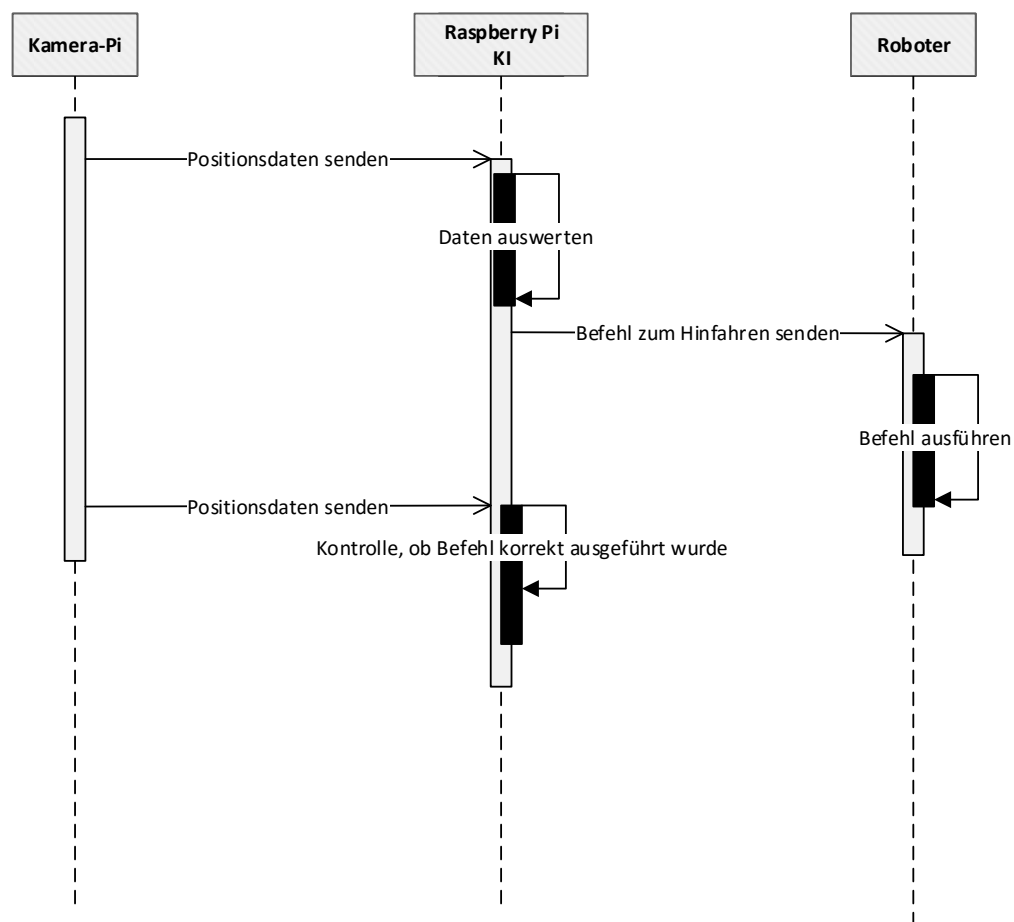 Kamera-Pi
Raspberry Pi
KI
Roboter
Positionsdaten senden
Daten auswerten
Befehl zum Hinfahren senden
Befehl ausführen
Positionsdaten senden
Kontrolle, ob Befehl korrekt ausgeführt wurde